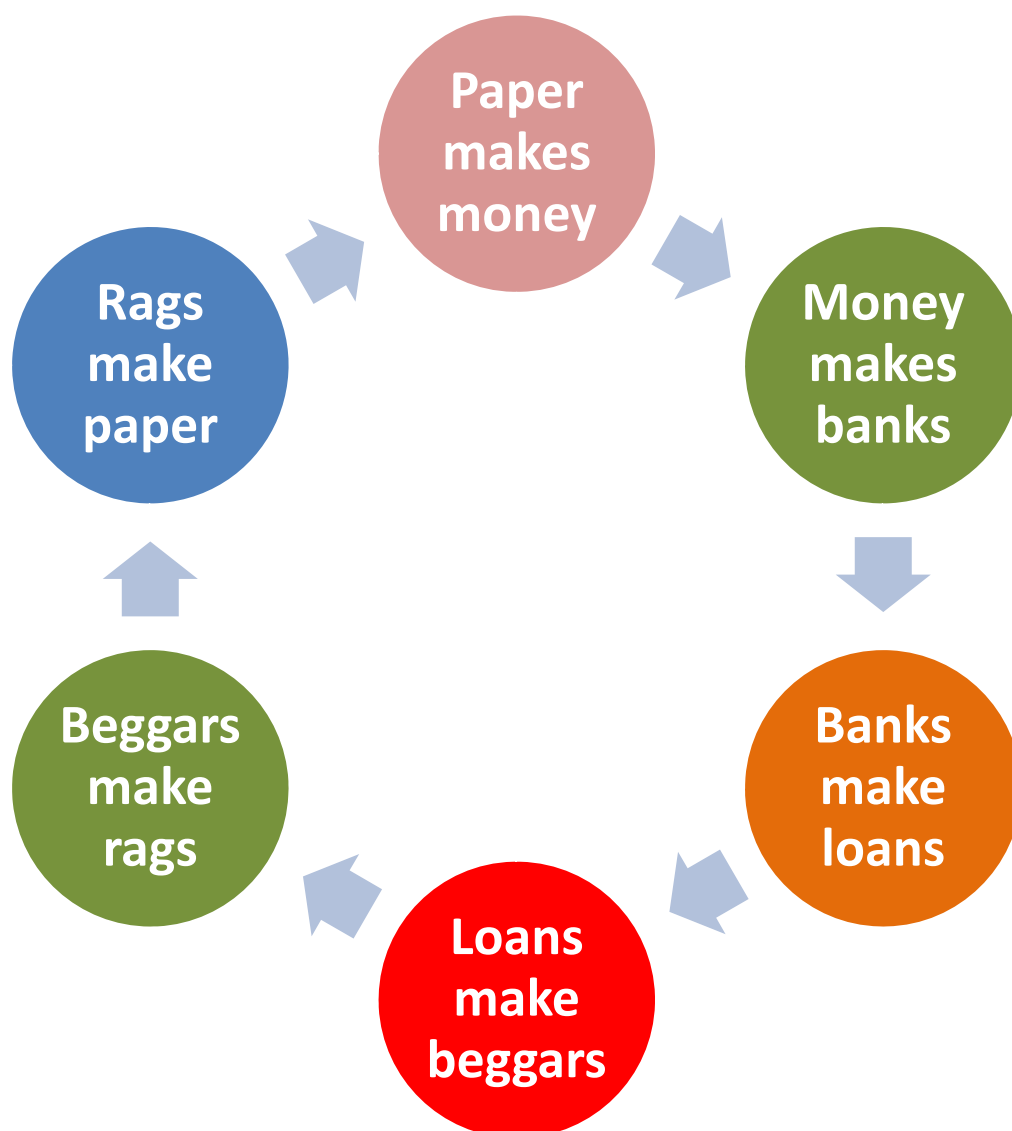 Paper
makes
money
Money
makes
banks
Banks
make
loans
Loans
make
beggars
Beggars
make
rags
Rags
make
paper